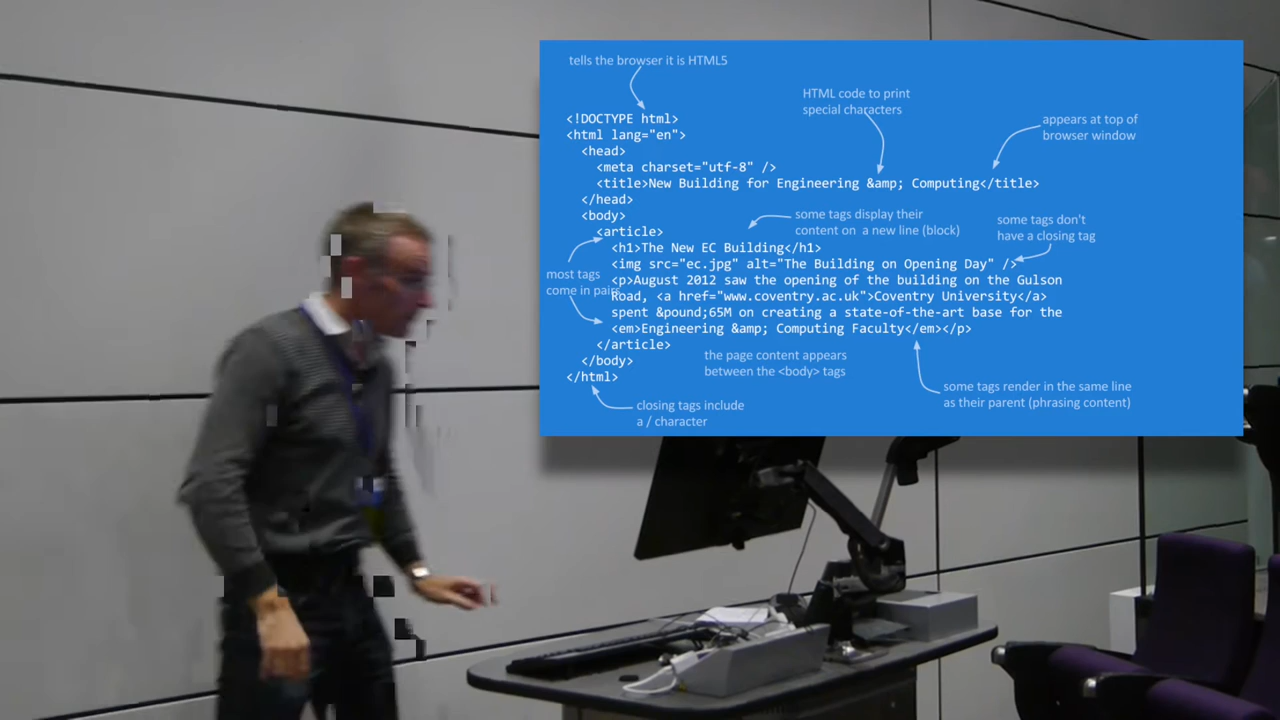 tells the browser it is HTML5
HTML code to print
special characters
appears at top of
browser window
<!DOCTYPE html>
<html lang="en">
<head>
<meta charset="utf-8" />
<title>New Building for Engineering &amp; Computing</title>
</head>
<body>
some tags display their
content on a new line (block)
some tags don't
have a closing tag
<article>
<h1>The New EC Building</h1>
<img src="ec.jpg" alt="The Building on Opening Day" />
most tags
come in pairs
<p>August 2012 saw the opening of the building on the Gulson
Road, <a href="www.coventry.ac.uk">Coventry University</a>
spent &pound;65M on creating a state-of-the-art base for the
<em>Engineering &amp; Computing Faculty</em></p>
</article>
</body>
</html>
the page content appears
between the <body> tags
some tags render in the same line
as their parent (phrasing content)
closing tags include
a / character